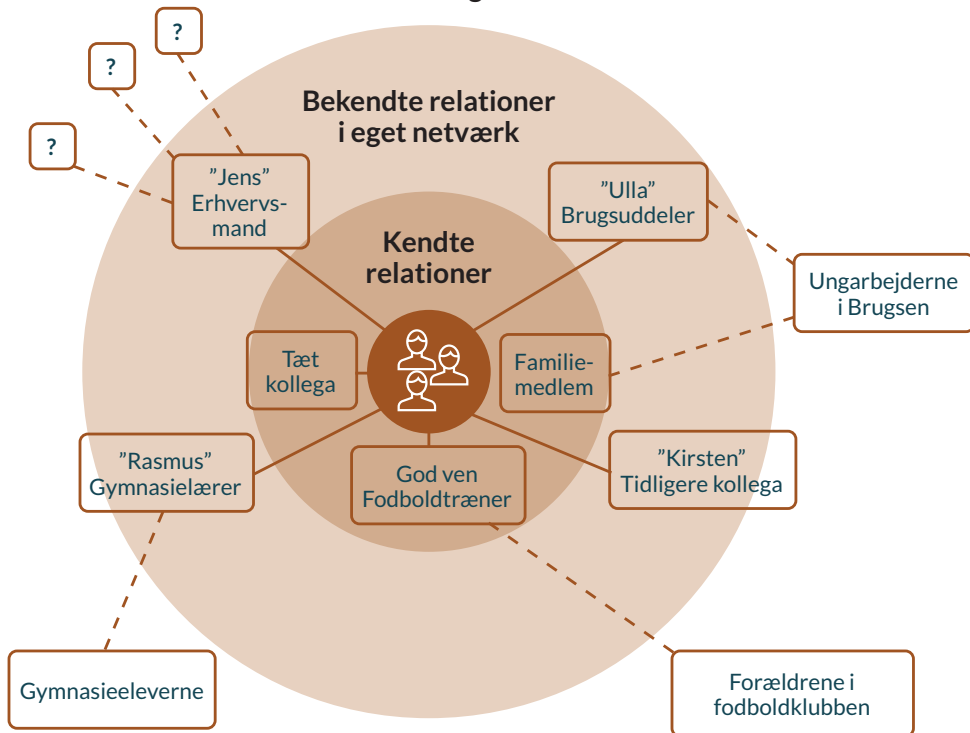 ?
?
?
Bekendte relationer
i eget netværk
"Jens"
Erhvervs-
mand
"Ulla"
Brugsuddeler
Kendte
relationer
Ungarbejderne
i Brugsen
Tæt
kollega
Familie-
medlem
"Rasmus"
Gymnasielærer
God ven
Fodboldtræner
"Kirsten"
Tidligere kollega
Gymnasieeleverne
Forældrene i
fodboldklubben